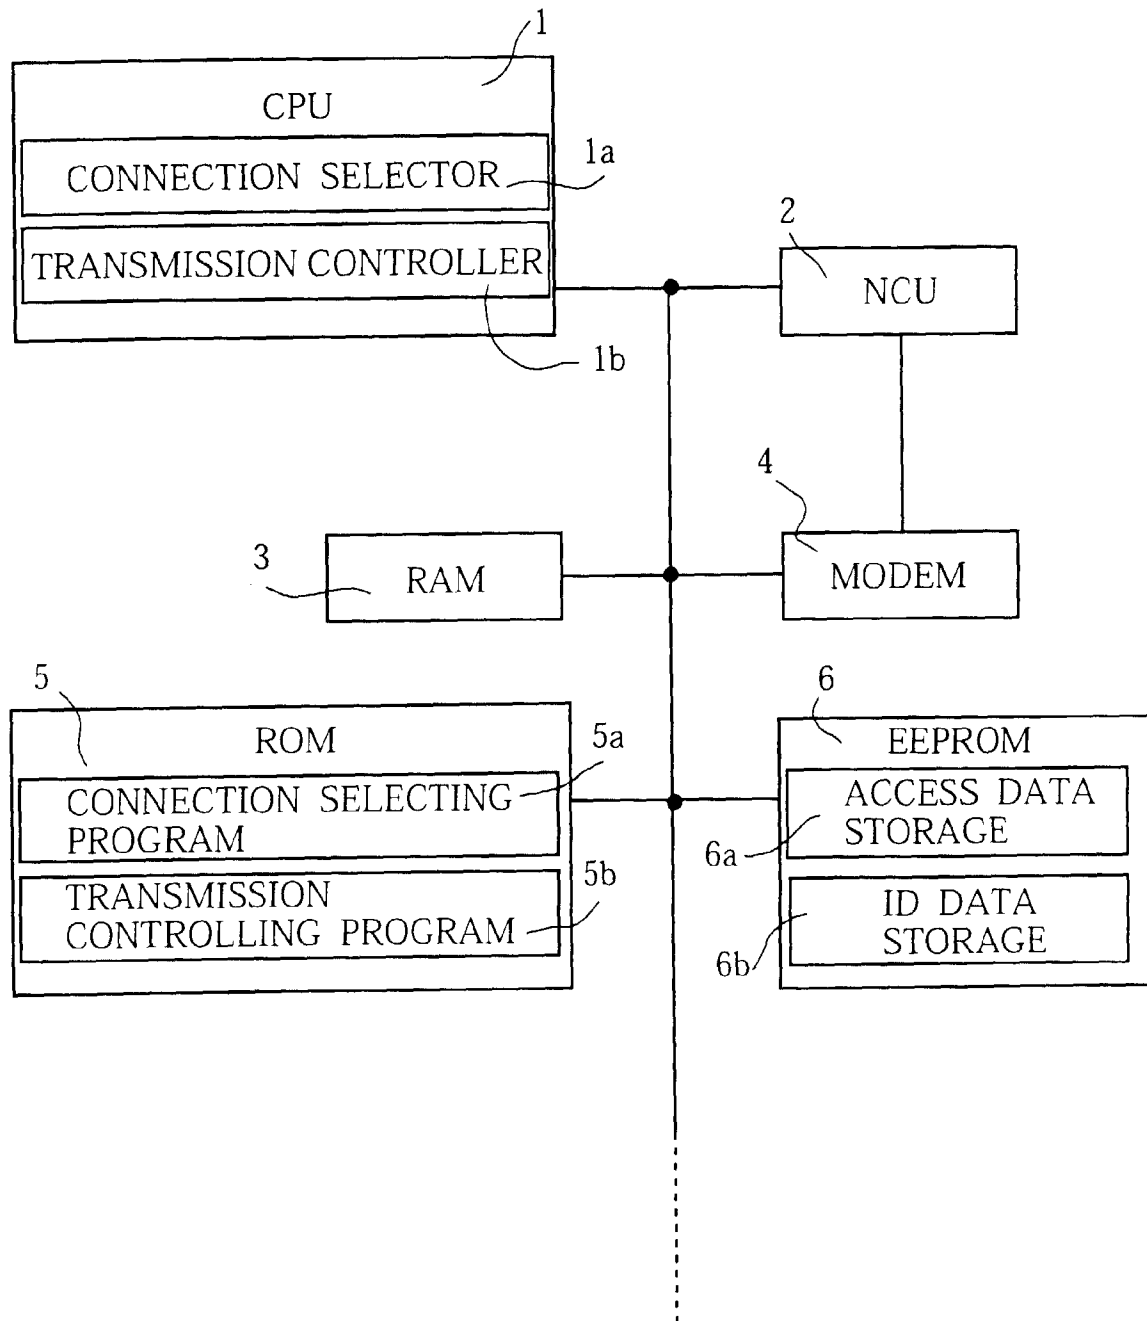 1
CPU
CONNECTION SELECTOR
1a
TRANSMISSION CONTROLLER
1b
2
NCU
3
RAM
4
MODEM
5
ROM
5a
CONNECTION SELECTING
PROGRAM
5b
TRANSMISSION
CONTROLLING PROGRAM
6
EEPROM
ACCESS DATA
STORAGE
6a
ID DATA
STORAGE
6b